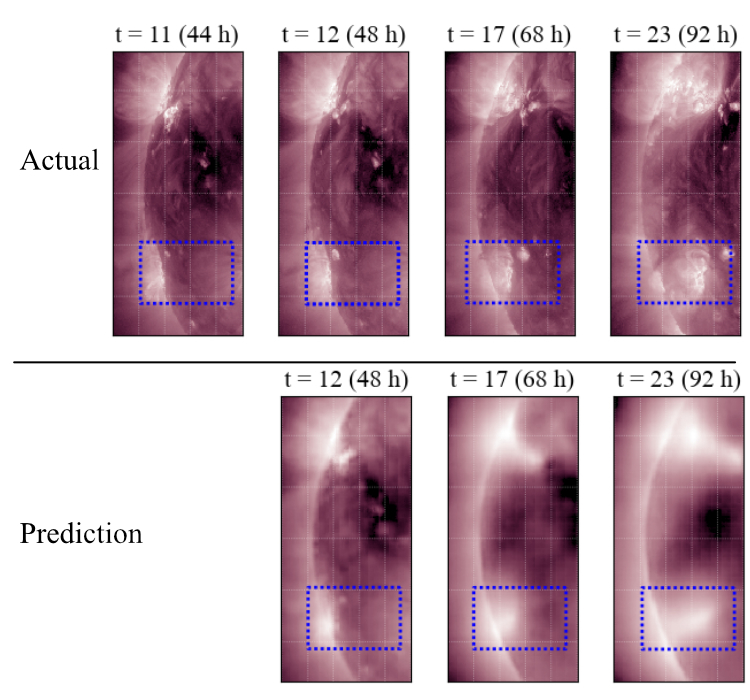 t = 11 (44 h) t = 12 (48 h) t = 17 (68 h) t = 23 (92 h)
Actual
t = 12 (48 h) t = 17 (68 h) t = 23 (92 h)
Prediction